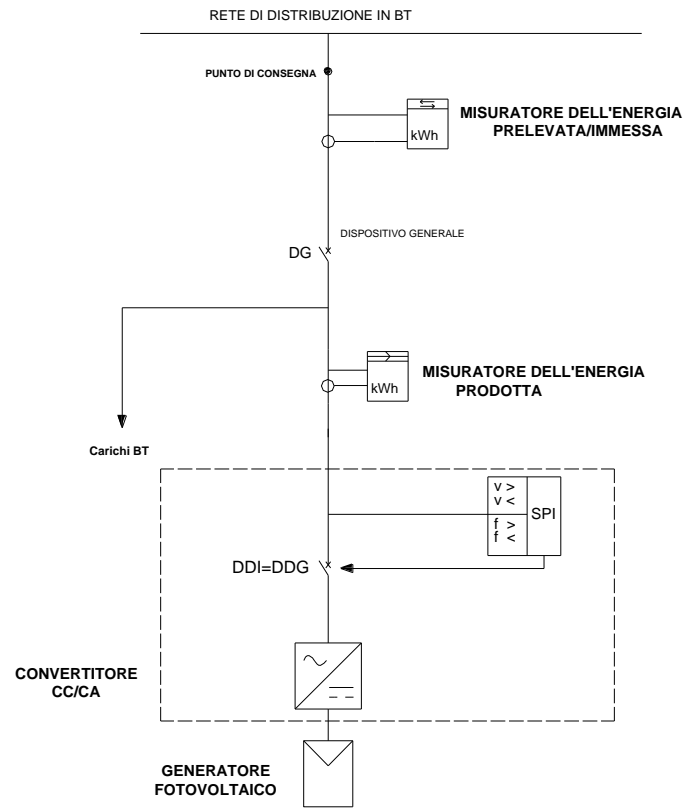 RETE DI DISTRIBUZIONE IN BT
PUNTO DI CONSEGNA
kWh
MISURATORE DELL'ENERGIA
PRELEVATA/IMMESSA
DISPOSITIVO GENERALE
DG
kWh
MISURATORE DELL'ENERGIA
PRODOTTA
Carichi BT
v >
v <
SPI
f >
f <
DDI=DDG
CONVERTITORE
CC/CA
GENERATORE
FOTOVOLTAICO